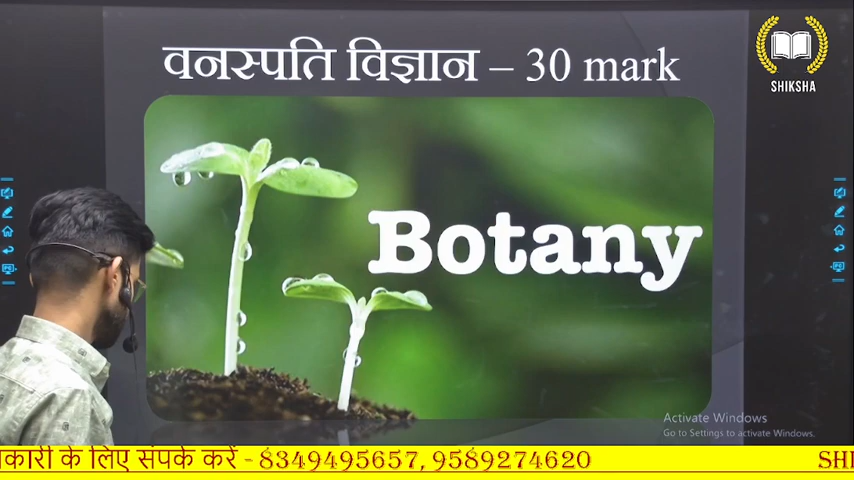 वनस्पति विज्ञान – 30 mark
SHIKSHA
Botany
Activate Windows
Go to Settings to activate Windows.
के लिए संपर्क करें - 8349495657, 9589274620